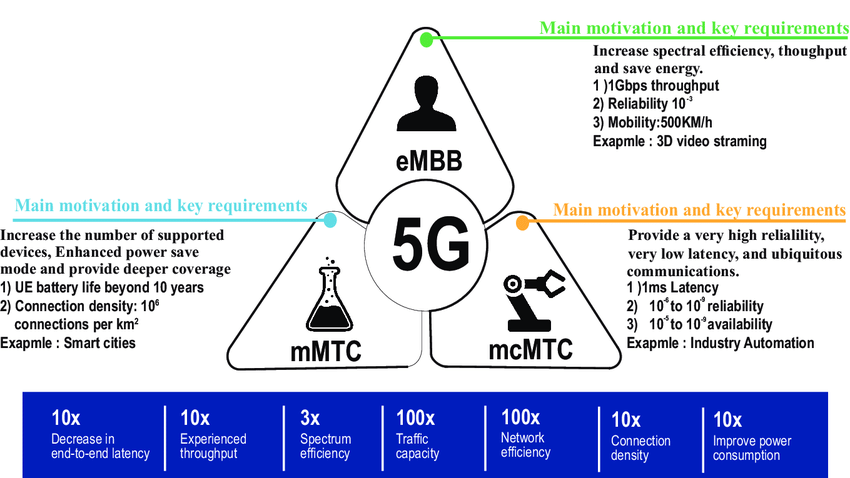 Main motivation and key requirements
Increase spectral efficiency, thoughput
and save energy.
1 )1Gbps throughput
2) Reliability 10⁻³
3) Mobility:500KM/h
Exapmle : 3D video straming
eMBB
5G
Main motivation and key requirements
Increase the number of supported
devices, Enhanced power save
mode and provide deeper coverage
1) UE battery life beyond 10 years
2) Connection density: 10⁶
connections per km²
Exapmle : Smart cities
mMTC
Main motivation and key requirements
Provide a very high relialility,
very low latency, and ubiquitous
communications.
1 )1ms Latency
2) 10⁻⁶ to 10⁻⁹ reliability
3) 10⁻⁵ to 10⁻⁹ availability
Exapmle : Industry Automation
mcMTC
10x
Decrease in
end-to-end latency
10x
Experienced
throughput
3x
Spectrum
efficiency
100x
Traffic
capacity
100x
Network
efficiency
10x
Connection
density
10x
Improve power
consumption